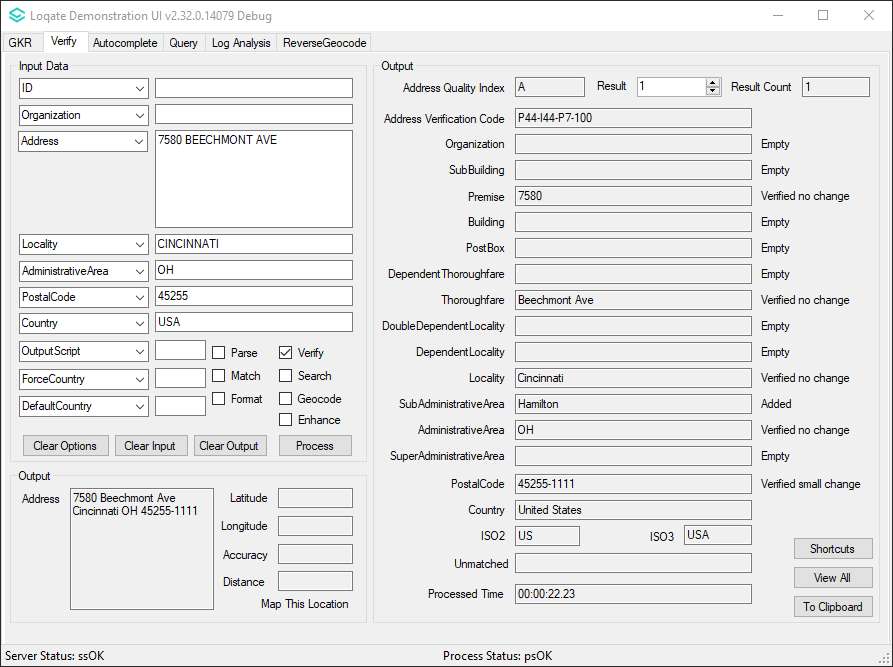 Loqate Demonstration UI v2.32.0.14079 Debug
GKR Verify Autocomplete Query Log Analysis ReverseGeocode
Input Data
ID
Organization
Address 7580 BEECHMONT AVE
Locality CINCINNATI
AdministrativeArea OH
PostalCode 45255
Country USA
OutputScript Parse Verify
ForceCountry Match Search
DefaultCountry Format Geocode
Enhance
Clear Options Clear Input Clear Output Process
Output
Address 7580 Beechmont Ave
Cincinnati OH 45255-1111
Latitude
Longitude
Accuracy
Distance
Map This Location
Output
Address Quality Index A Result 1 Result Count 1
Address Verification Code P44-I44-P7-100
Organization Empty
SubBuilding Empty
Premise 7580 Verified no change
Building Empty
PostBox Empty
DependentThoroughfare Empty
Thoroughfare Beechmont Ave Verified no change
DoubleDependentLocality Empty
DependentLocality Empty
Locality Cincinnati Verified no change
SubAdministrativeArea Hamilton Added
AdministrativeArea OH Verified no change
SuperAdministrativeArea Empty
PostalCode 45255-1111 Verified small change
Country United States
ISO2 US ISO3 USA
Unmatched
Processed Time 00:00:22.23
Shortcuts
View All
To Clipboard
Server Status: ssOK Process Status: psOK